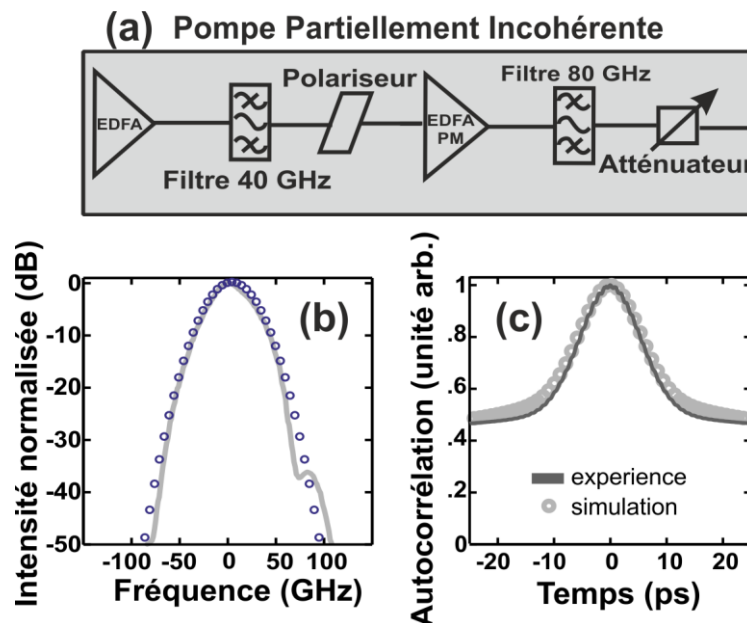 (a) Pompe Partiellement Incohérente
Polariseur
Filtre 80 GHz
EDFA
EDFA
PM
Filtre 40 GHz
Atténuateur
Intensité normalisée (dB)
0
-10
-20
-30
-40
-50
(b)
-100 -50 0 50 100
Fréquence (GHz)
Autocorrélation (unité arb.)
1
.8
.6
.4
.2
0
(c)
experience
simulation
-20 -10 0 10 20
Temps (ps)